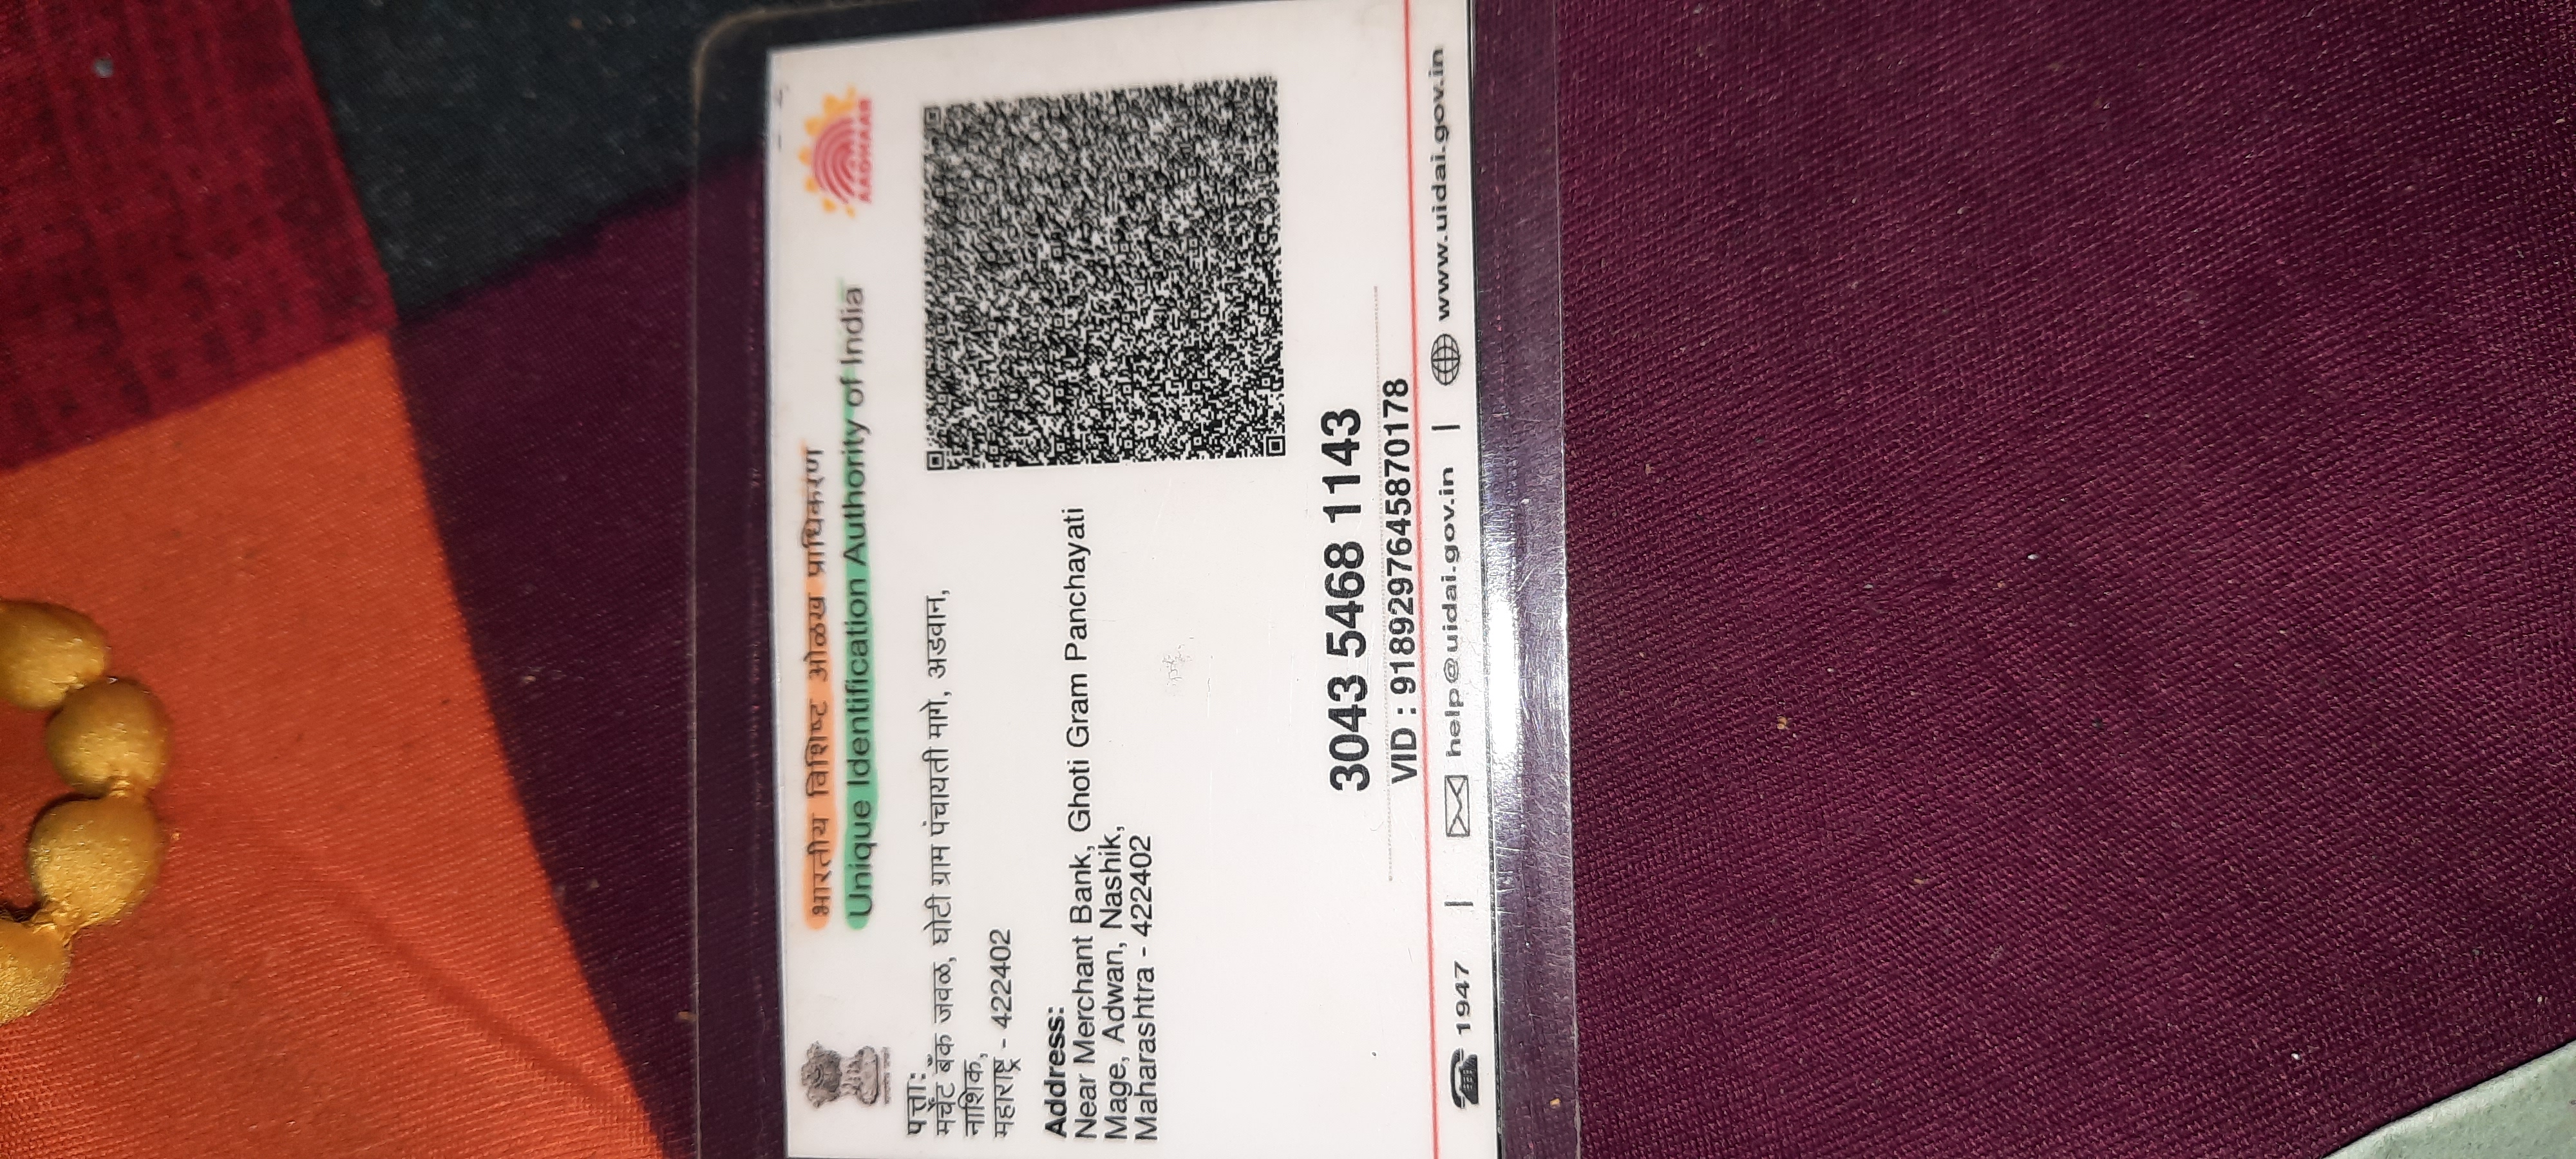 भारतीय विशिष्ट ओळख प्राधिकरण
Unique Identification Authority of India
AADHAAR
पत्ता:
मर्चंट बँक जवळ, घोटी ग्राम पंचायती मागे, अडवान,
नाशिक,
महाराष्ट्र - 422402
Address:
Near Merchant Bank, Ghoti Gram Panchayati
Mage, Adwan, Nashik,
Maharashtra - 422402
3043 5468 1143
VID : 9189297645870178
1947 | help@uidai.gov.in | www.uidai.gov.in